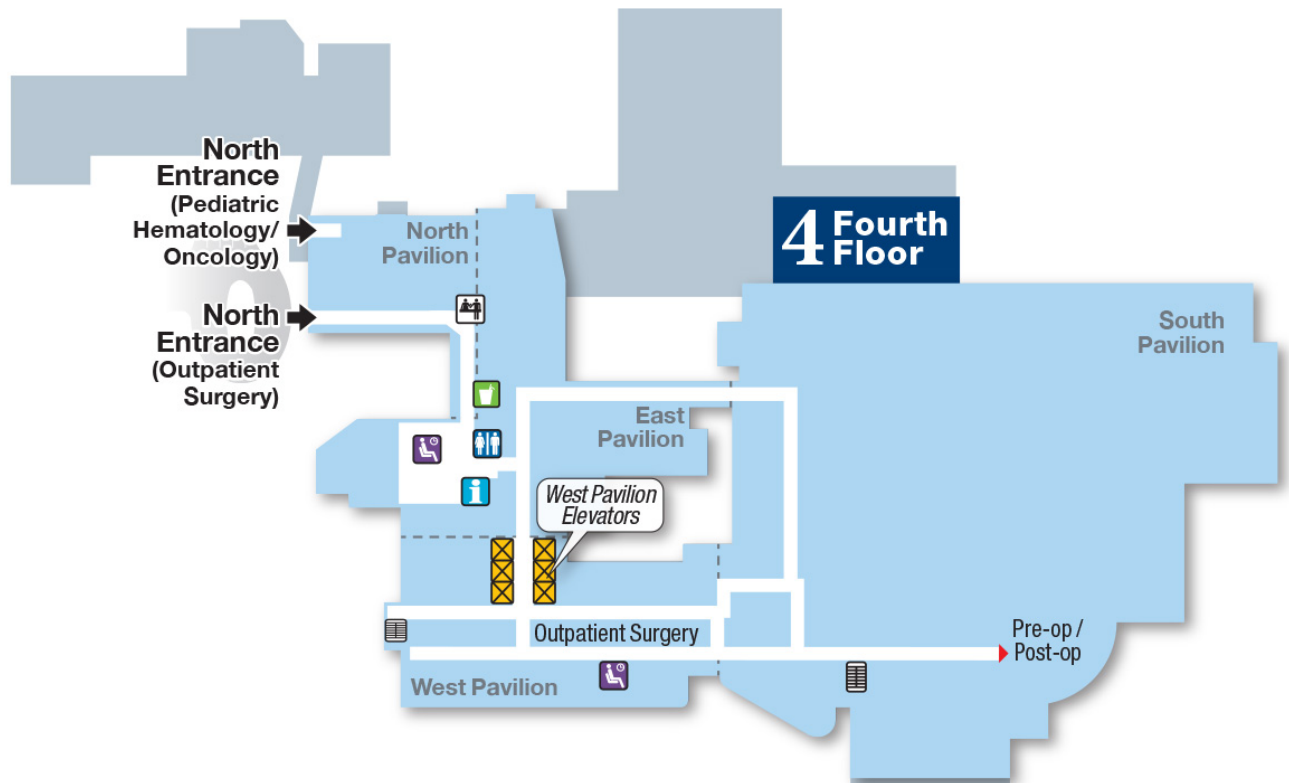 North
Entrance
(Pediatric
Hematology/
Oncology)
North
Pavilion
4 Fourth
Floor
North
Entrance
(Outpatient
Surgery)
South
Pavilion
East
Pavilion
i
West Pavilion
Elevators
Outpatient Surgery
Pre-op /
Post-op
West Pavilion